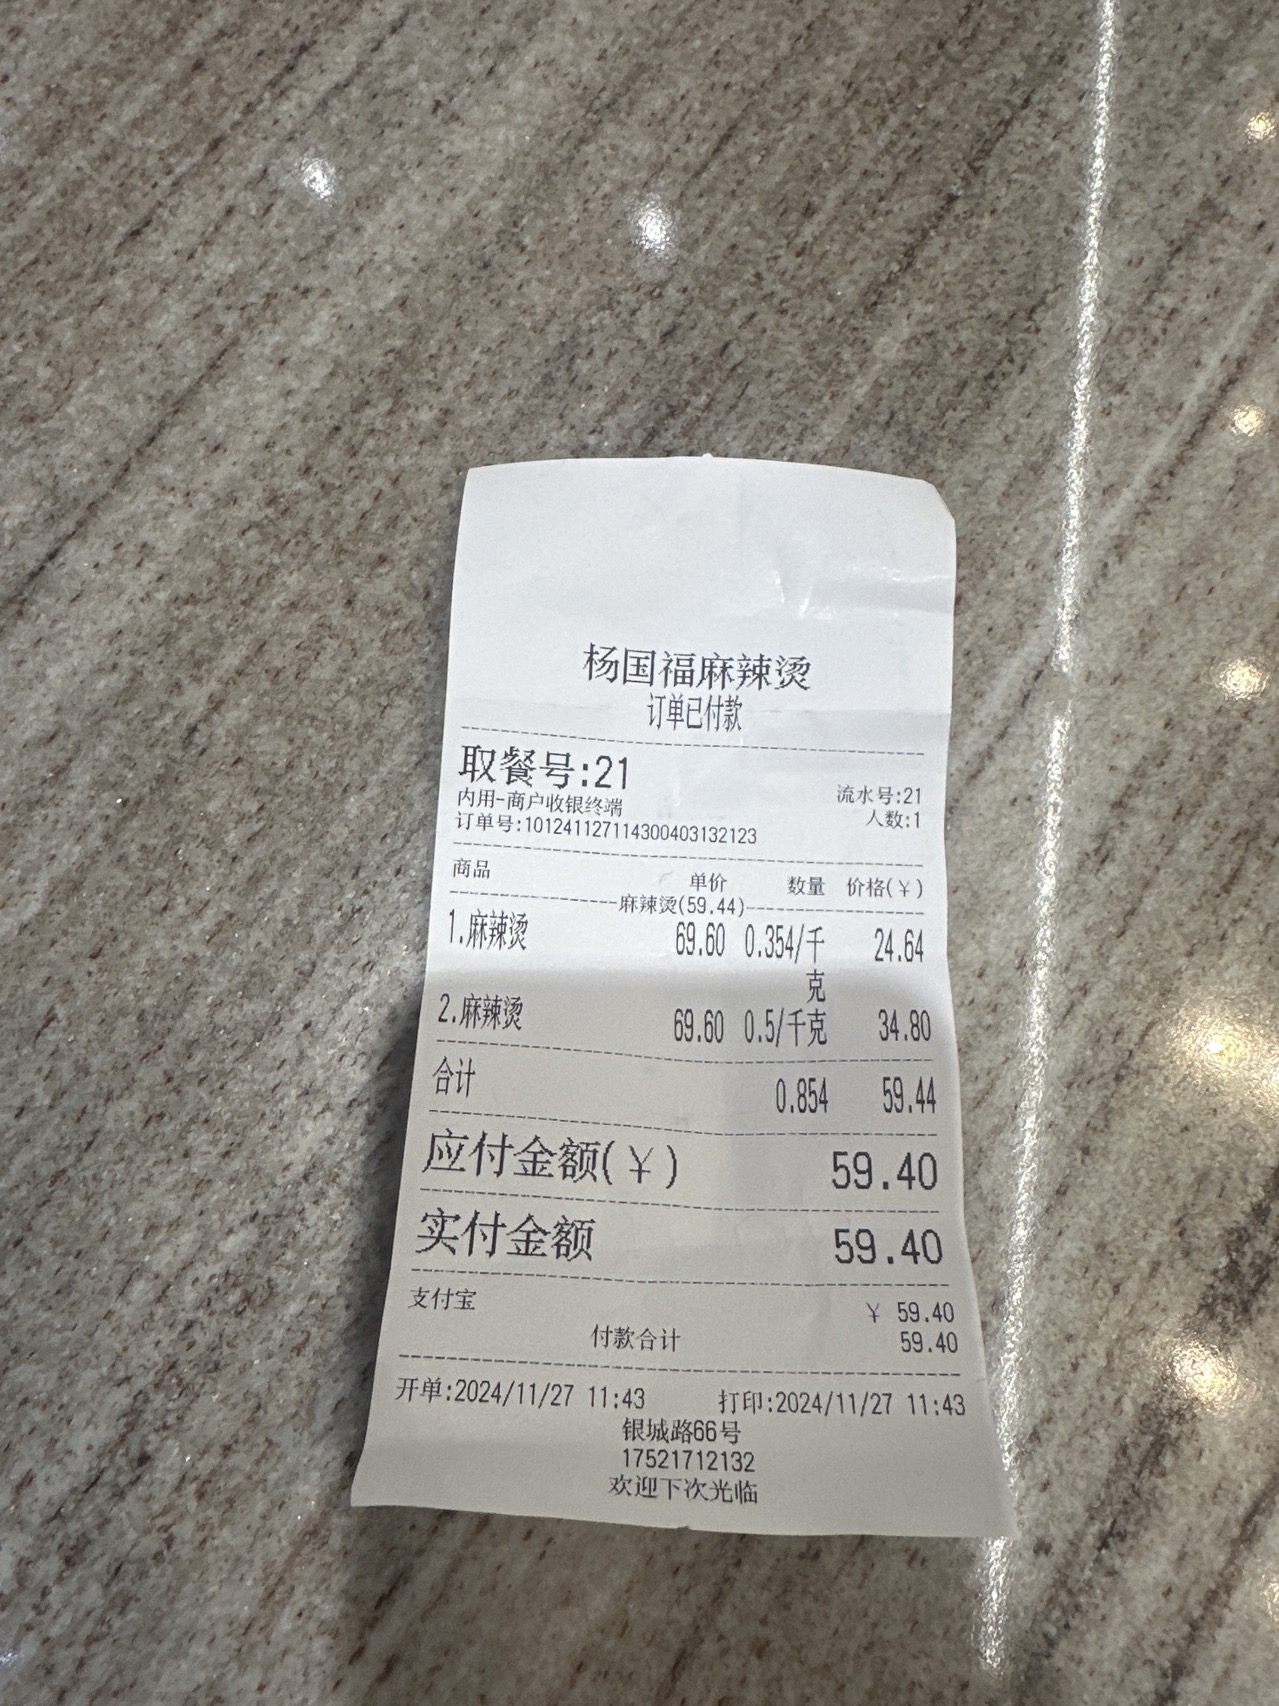 杨国福麻辣烫
订单已付款
取餐号:21
内用-商户收银终端 流水号:21
订单号:101241127114300403132123 人数:1
商品 单价 数量 价格(¥)
麻辣烫(59.44)
1.麻辣烫 69.60 0.354/千克 24.64
2.麻辣烫 69.60 0.5/千克 34.80
合计 0.854 59.44
应付金额(¥) 59.40
实付金额 59.40
支付宝 ¥ 59.40
付款合计 59.40
开单:2024/11/27 11:43 打印:2024/11/27 11:43
银城路66号
17521712132
欢迎下次光临